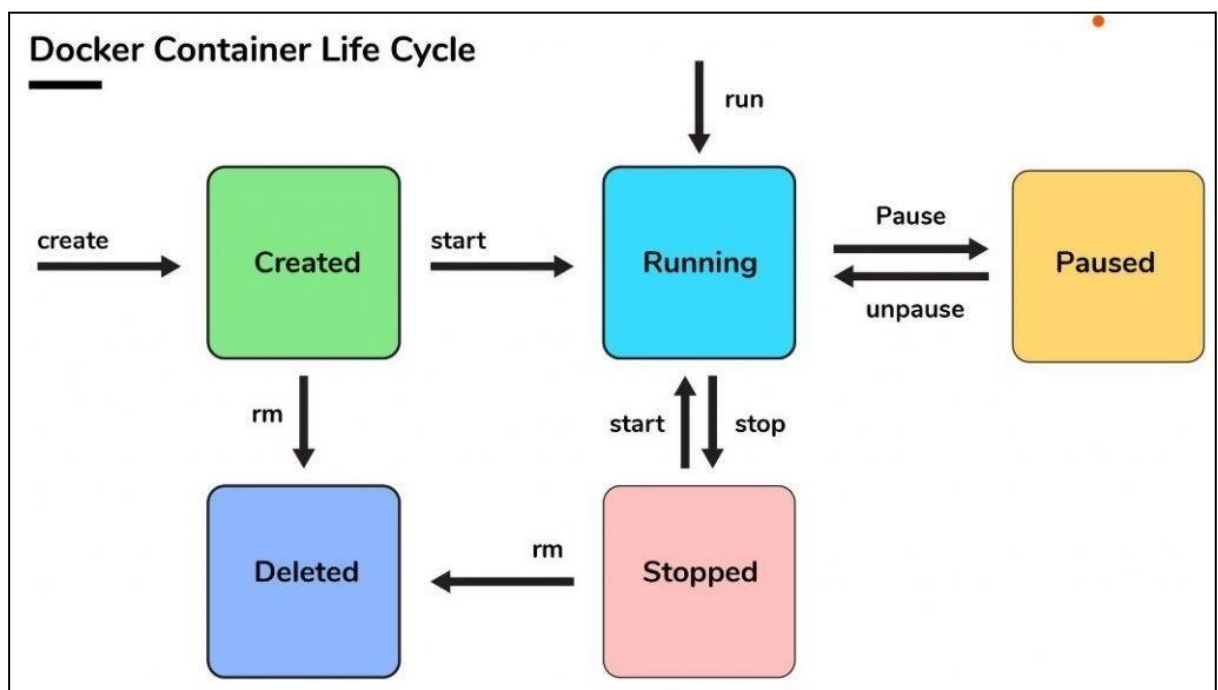 Docker Container Life Cycle
run
create
Created
start
Running
Pause
unpause
Paused
rm
start
stop
Deleted
rm
Stopped